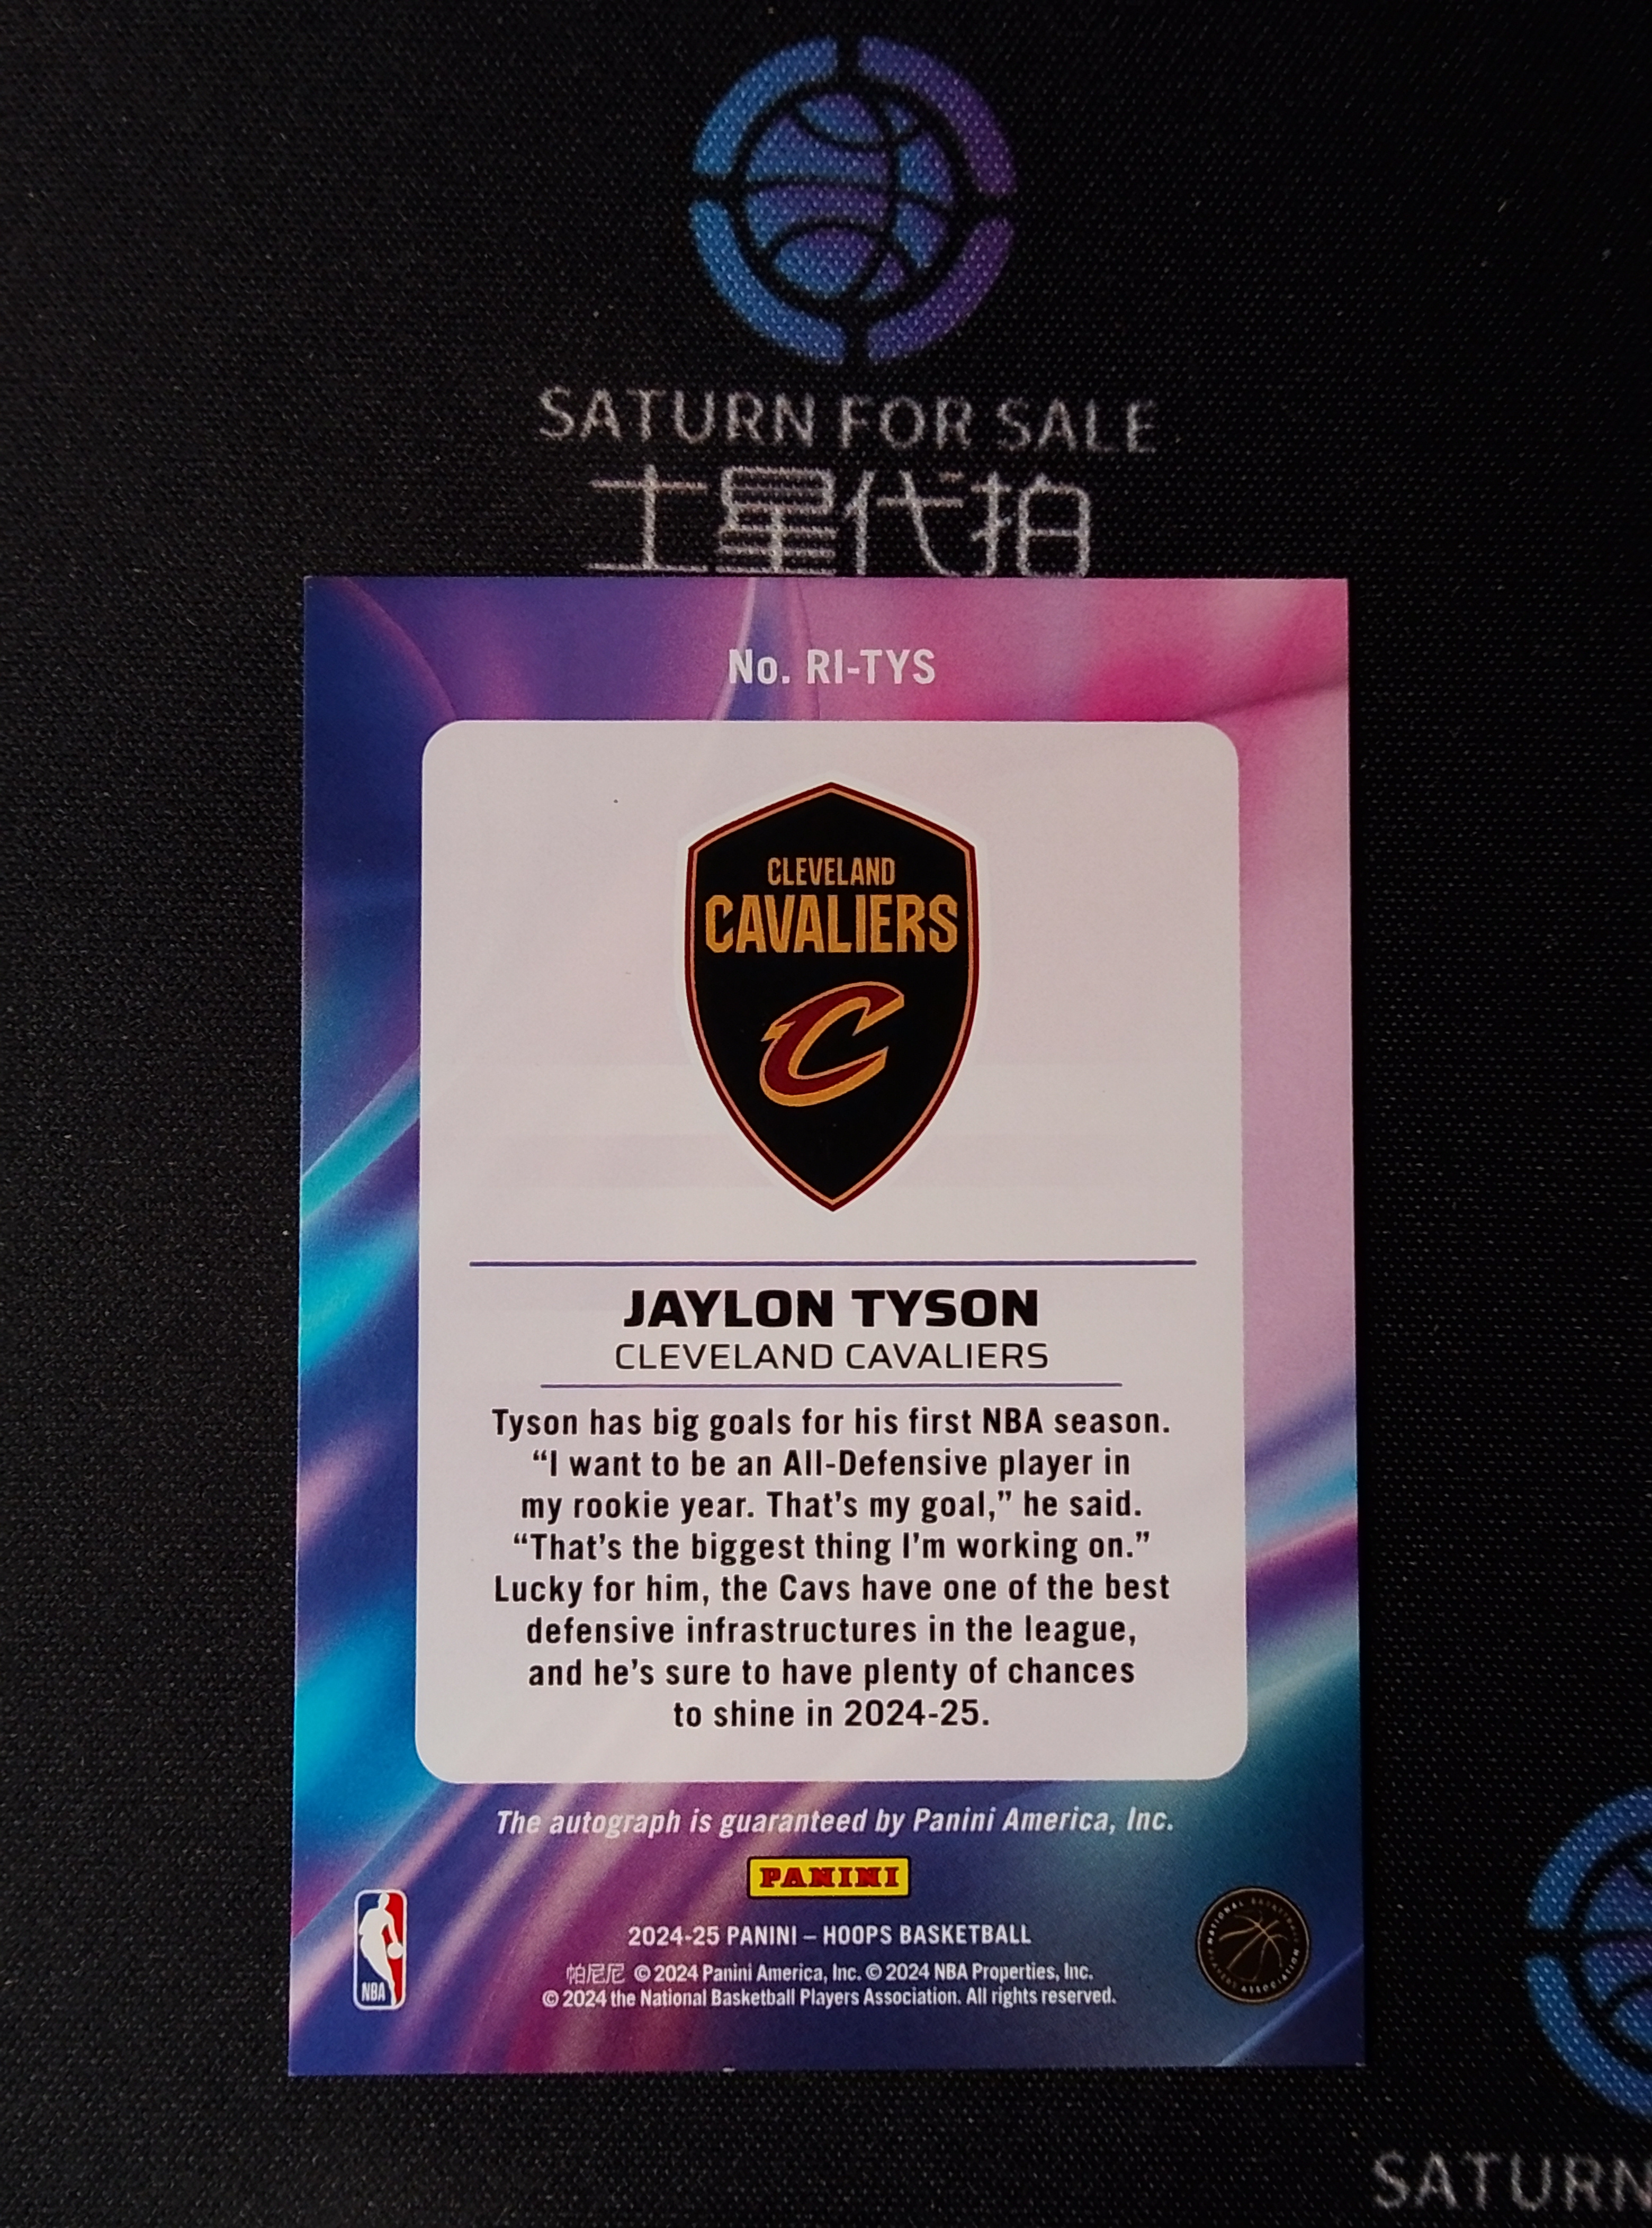 SATURN FOR SALE
土星代拍
No. RI-TYS
CLEVELAND
CAVALIERS
C
JAYLON TYSON
CLEVELAND CAVALIERS
Tyson has big goals for his first NBA season.
“I want to be an All-Defensive player in
my rookie year. That’s my goal,” he said.
“That’s the biggest thing I’m working on.”
Lucky for him, the Cavs have one of the best
defensive infrastructures in the league,
and he’s sure to have plenty of chances
to shine in 2024-25.
The autograph is guaranteed by Panini America, Inc.
PANINI
2024-25 PANINI – HOOPS BASKETBALL
帕尼尼 © 2024 Panini America, Inc. © 2024 NBA Properties, Inc.
© 2024 the National Basketball Players Association. All rights reserved.
NBA
NATIONAL BASKETBALL
PLAYERS ASSOCIATION
SATURN